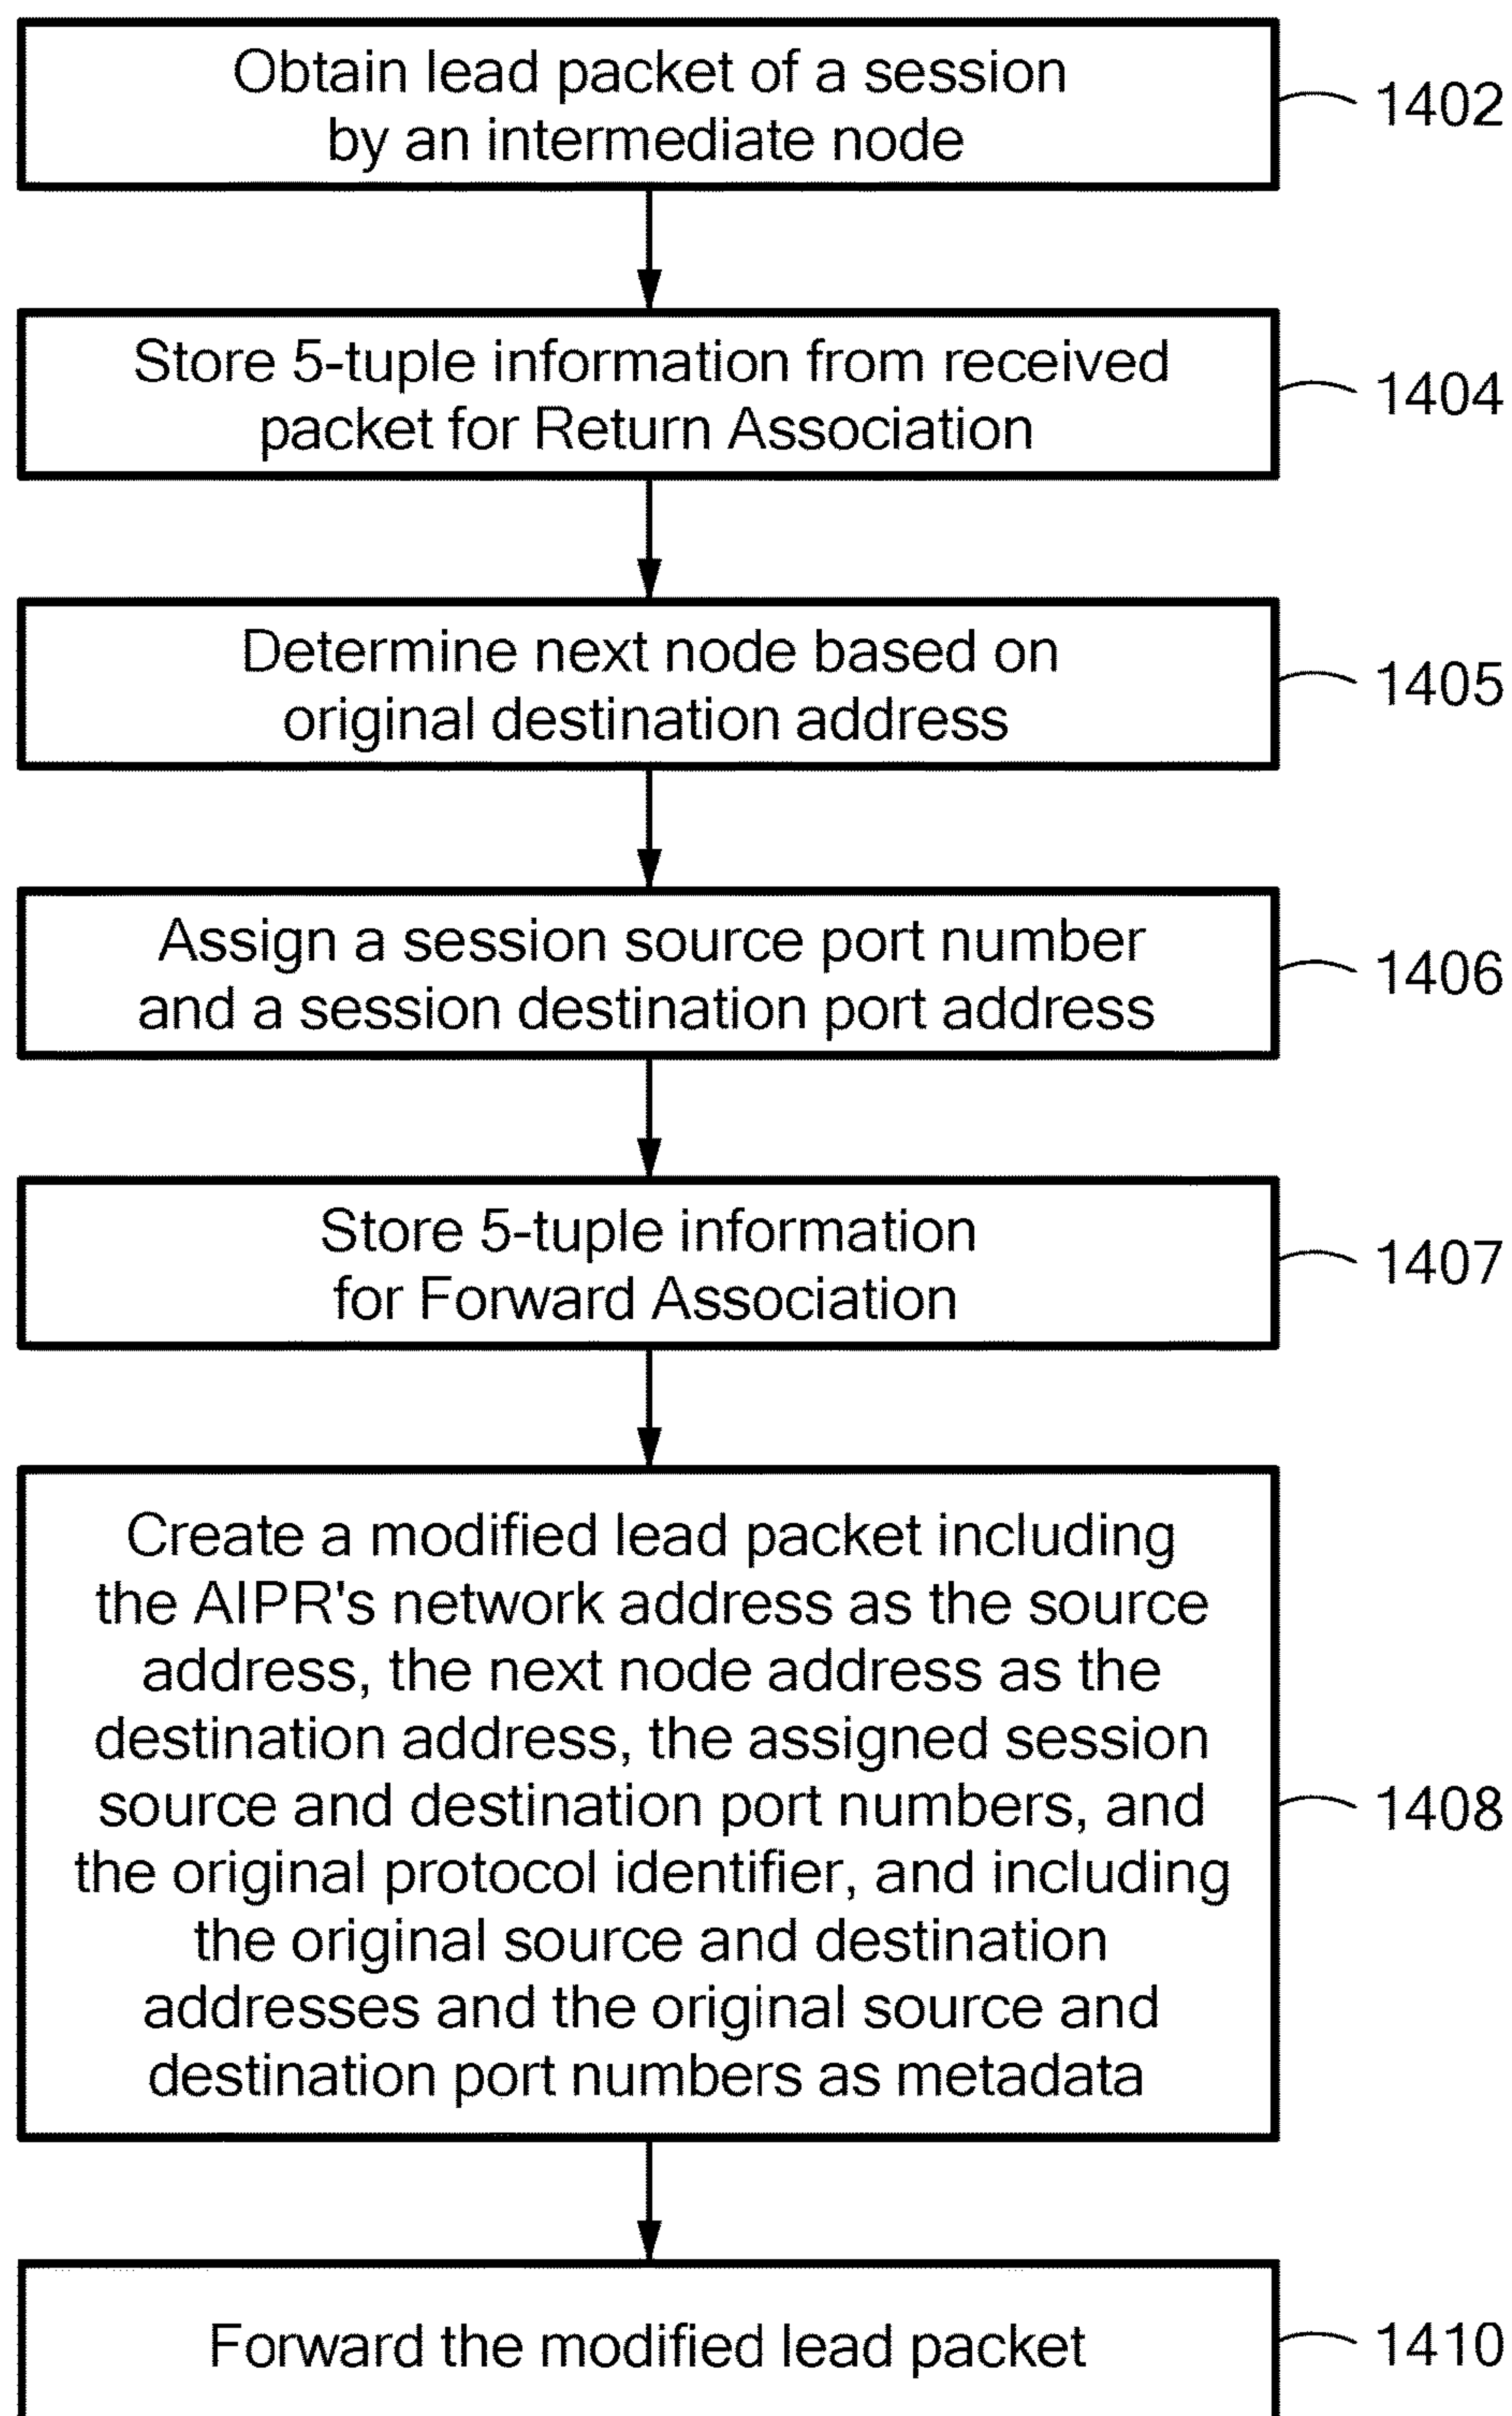 Obtain lead packet of a session
by an intermediate node
1402
Store 5-tuple information from received
packet for Return Association
1404
Determine next node based on
original destination address
1405
Assign a session source port number
and a session destination port address
1406
Store 5-tuple information
for Forward Association
1407
Create a modified lead packet including
the AIPR's network address as the source
address, the next node address as the
destination address, the assigned session
source and destination port numbers, and
the original protocol identifier, and including
the original source and destination
addresses and the original source and
destination port numbers as metadata
1408
Forward the modified lead packet
1410